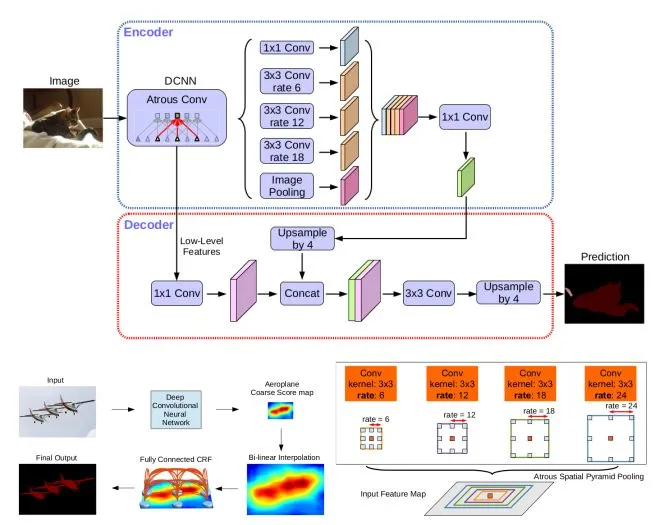 Encoder
Image
DCNN
Atrous Conv
1x1 Conv
3x3 Conv
rate 6
3x3 Conv
rate 12
3x3 Conv
rate 18
Image
Pooling
1x1 Conv
Decoder
Low-Level
Features
Upsample
by 4
1x1 Conv
Concat
3x3 Conv
Upsample
by 4
Prediction
Input
Deep
Convolutional
Neural
Network
Aeroplane
Coarse Score map
Bi-linear Interpolation
Fully Connected CRF
Final Output
Conv
kernel: 3x3
rate: 6
Conv
kernel: 3x3
rate: 12
Conv
kernel: 3x3
rate: 18
Conv
kernel: 3x3
rate: 24
rate = 6
rate = 12
rate = 18
rate = 24
Atrous Spatial Pyramid Pooling
Input Feature Map